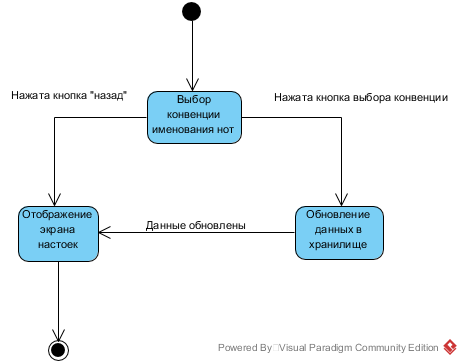 Нажата кнопка "назад"
Выбор
конвенции
именования нот
Нажата кнопка выбора конвенции
Отображение
экрана
настоек
Данные обновлены
Обновление
данных в
хранилище
Powered By Visual Paradigm Community Edition